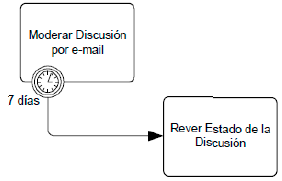 Moderar Discusión
por e-mail
7 días
Rever Estado de la
Discusión